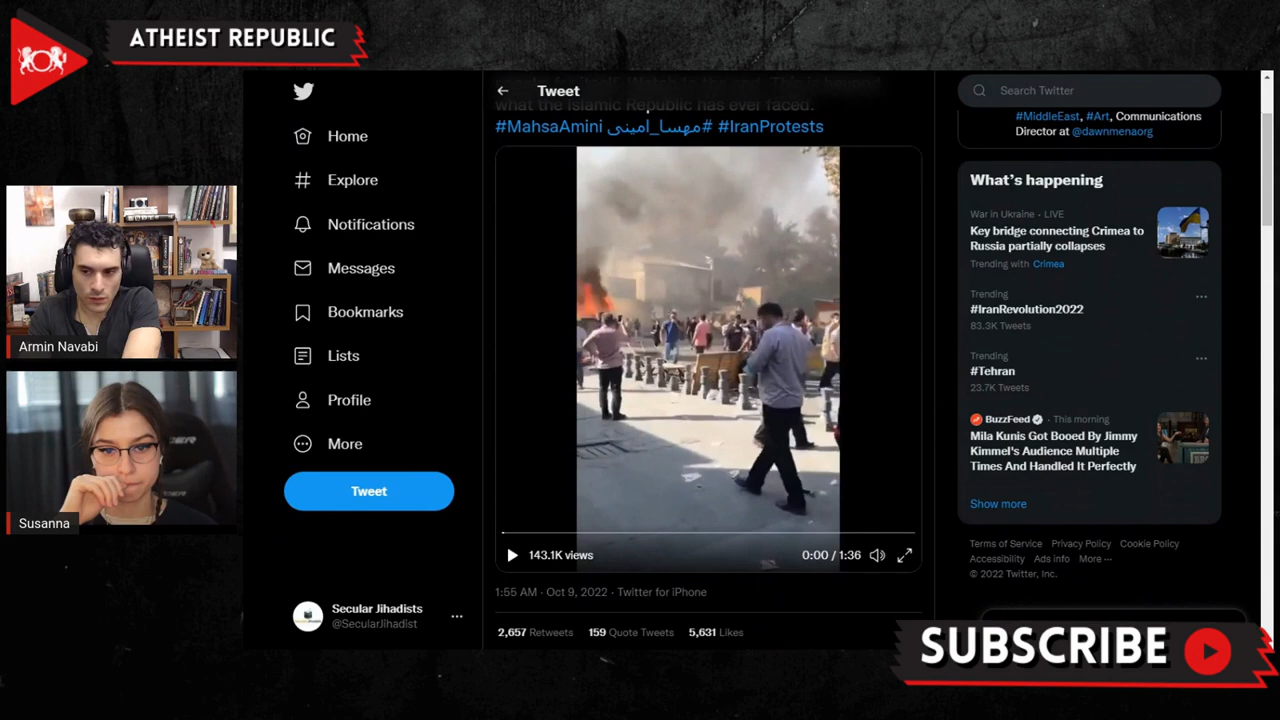 ATHEIST REPUBLIC
Armin Navabi
Susanna
Home
Explore
Notifications
Messages
Bookmarks
Lists
Profile
More
Tweet
Secular Jihadists
@SecularJihadist
Tweet
what the Islamic Republic has ever faced.
#MahsaAmini #مهسا_امینی #IranProtests
143.1K views
0:00 / 1:36
1:55 AM · Oct 9, 2022 · Twitter for iPhone
2,657 Retweets 159 Quote Tweets 5,631 Likes
Search Twitter
#MiddleEast, #Art, Communications
Director at @dawnmenaorg
What's happening
War in Ukraine · LIVE
Key bridge connecting Crimea to
Russia partially collapses
Trending with Crimea
Trending
#IranRevolution2022
83.3K Tweets
Trending
#Tehran
23.7K Tweets
BuzzFeed · This morning
Mila Kunis Got Booed By Jimmy
Kimmel's Audience Multiple
Times And Handled It Perfectly
Show more
Terms of Service Privacy Policy Cookie Policy
Accessibility Ads info More ···
© 2022 Twitter, Inc.
SUBSCRIBE